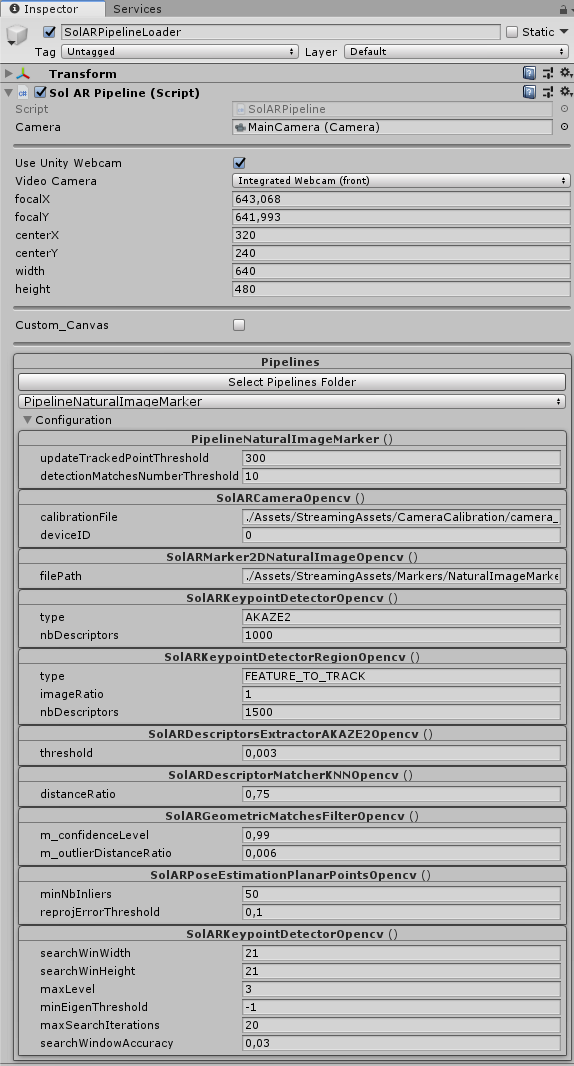 Inspector Services
SolARPipelineLoader Static
Tag Untagged Layer Default
Transform
Sol AR Pipeline (Script)
Script SolARPipeline
Camera MainCamera (Camera)
Use Unity Webcam
Video Camera Integrated Webcam (front)
focalX 643,068
focalY 641,993
centerX 320
centerY 240
width 640
height 480
Custom_Canvas
Pipelines
Select Pipelines Folder
PipelineNaturalImageMarker
Configuration
PipelineNaturalImageMarker ()
updateTrackedPointThreshold 300
detectionMatchesNumberThreshold 10
SolARCameraOpencv ()
calibrationFile ./Assets/StreamingAssets/CameraCalibration/camera_
deviceID 0
SolARMarker2DNaturalImageOpencv ()
filePath ./Assets/StreamingAssets/Markers/NaturalImageMarke
SolARKeypointDetectorOpencv ()
type AKAZE2
nbDescriptors 1000
SolARKeypointDetectorRegionOpencv ()
type FEATURE_TO_TRACK
imageRatio 1
nbDescriptors 1500
SolARDescriptorsExtractorAKAZE2Opencv ()
threshold 0,003
SolARDescriptorMatcherKNNOpencv ()
distanceRatio 0,75
SolARGeometricMatchesFilterOpencv ()
m_confidenceLevel 0,99
m_outlierDistanceRatio 0,006
SolARPoseEstimationPlanarPointsOpencv ()
minNbInliers 50
reprojErrorThreshold 0,1
SolARKeypointDetectorOpencv ()
searchWinWidth 21
searchWinHeight 21
maxLevel 3
minEigenThreshold -1
maxSearchIterations 20
searchWindowAccuracy 0,03